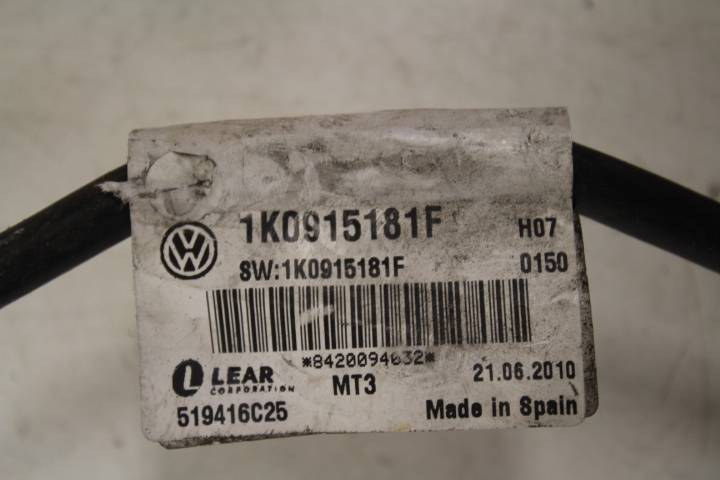 1K0915181F H07
SW:1K0915181F 0150
*8420094632*
LEAR MT3 21.06.2010
CORPORATION
519416C25 Made in Spain